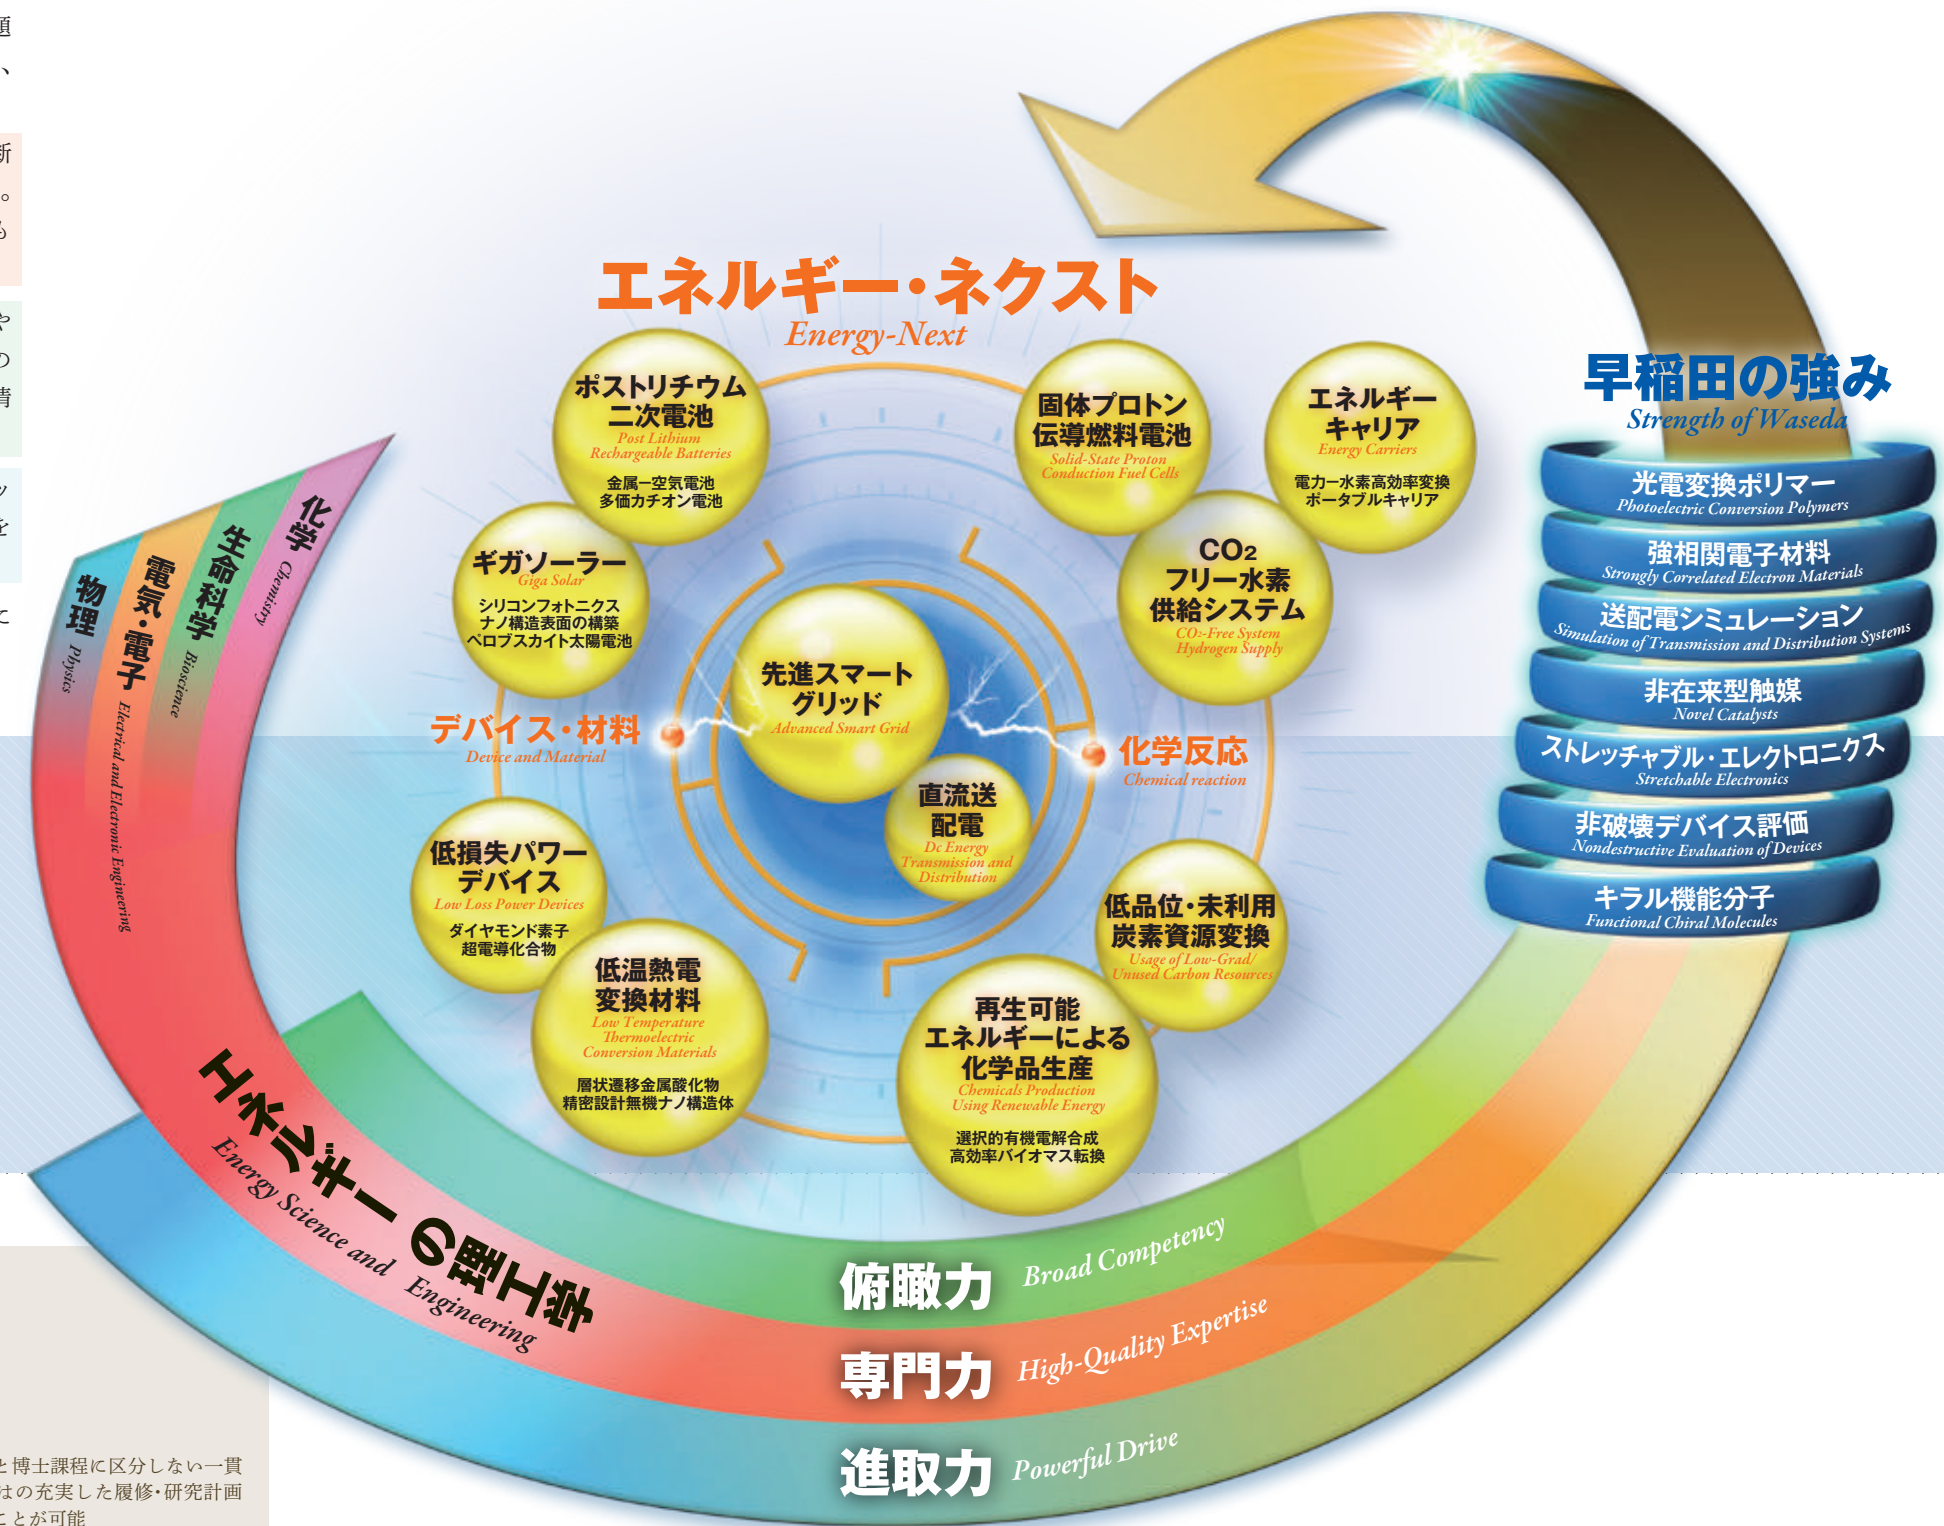 題
、
新
。
も
や
の
情
ッ
を
に
エネルギー・ネクスト
Energy-Next
ポストリチウム
二次電池
Post Lithium
Rechargeable Batteries
金属ー空気電池
多価カチオン電池
ギガソーラー
Giga Solar
シリコンフォトニクス
ナノ構造表面の構築
ペロブスカイト太陽電池
デバイス・材料
Device and Material
低損失パワー
デバイス
Low Loss Power Devices
ダイヤモンド素子
超電導化合物
低温熱電
変換材料
Low Temperature
Thermoelectric
Conversion Materials
層状遷移金属酸化物
精密設計無機ナノ構造体
先進スマート
グリッド
Advanced Smart Grid
直流送
配電
Dc Energy
Transmission and
Distribution
固体プロトン
伝導燃料電池
Solid-State Proton
Conduction Fuel Cells
エネルギー
キャリア
Energy Carriers
電力ー水素高効率変換
ポータブルキャリア
CO2
フリー水素
供給システム
CO2-Free System
Hydrogen Supply
化学反応
Chemical reaction
低品位・未利用
炭素資源変換
Usage of Low-Grad/
Unused Carbon Resources
再生可能
エネルギーによる
化学品生産
Chemicals Production
Using Renewable Energy
選択的有機電解合成
高効率バイオマス転換
早稲田の強み
Strength of Waseda
光電変換ポリマー
Photoelectric Conversion Polymers
強相関電子材料
Strongly Correlated Electron Materials
送配電シミュレーション
Simulation of Transmission and Distribution Systems
非在来型触媒
Novel Catalysts
ストレッチャブル・エレクトロニクス
Stretchable Electronics
非破壊デバイス評価
Nondestructive Evaluation of Devices
キラル機能分子
Functional Chiral Molecules
物理 Physics
電気・電子 Electrical and Electronic Engineering
生命科学 Bioscience
化学 Chemistry
エネルギーの理工学
Energy Science and Engineering
俯瞰力 Broad Competency
専門力 High-Quality Expertise
進取力 Powerful Drive
と博士課程に区分しない一貫
はの充実した履修・研究計画
ことが可能